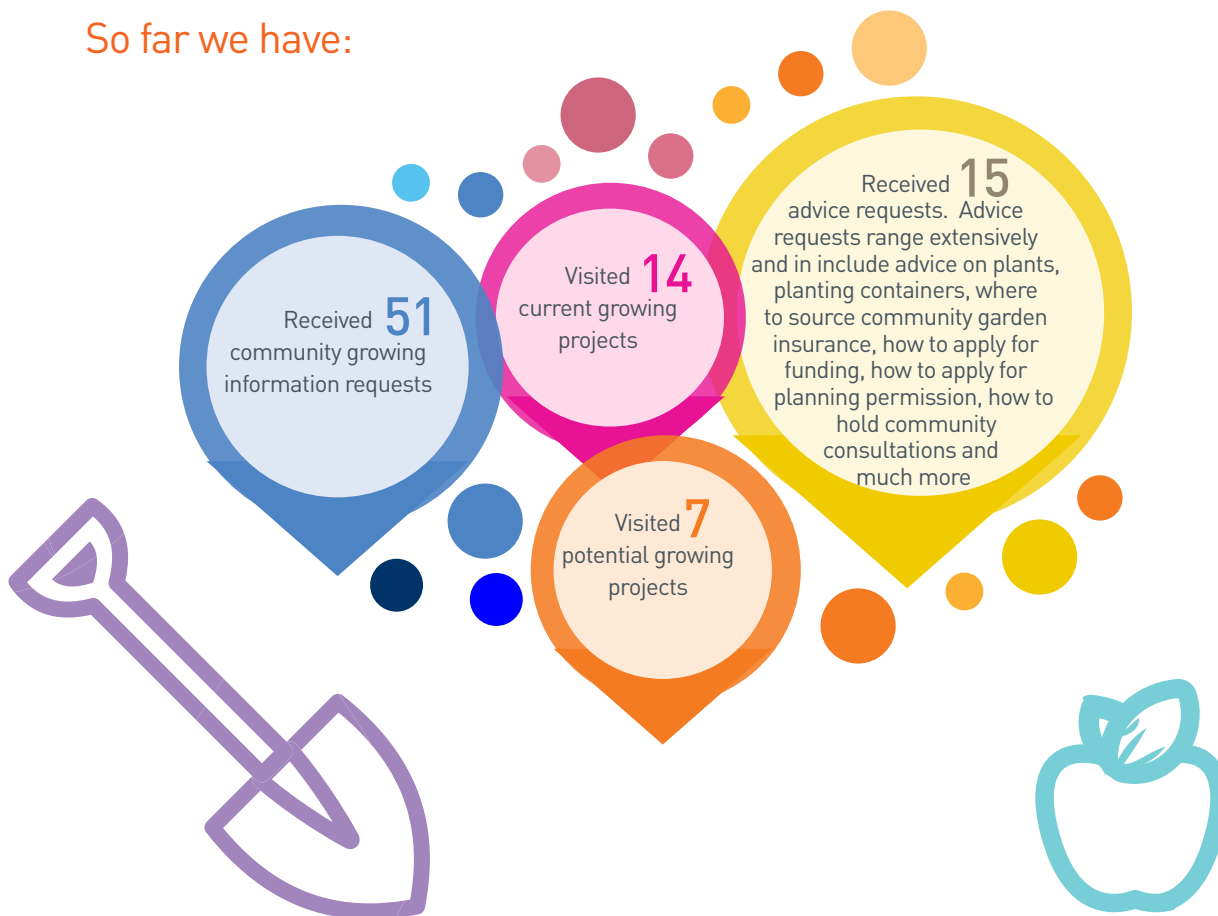 So far we have:
Received 51
community growing
information requests
Visited 14
current growing
projects
Visited 7
potential growing
projects
Received 15
advice requests.  Advice
requests range extensively
and in include advice on plants,
planting containers, where
to source community garden
insurance, how to apply for
funding, how to apply for
planning permission, how to
hold community
consultations and
much more